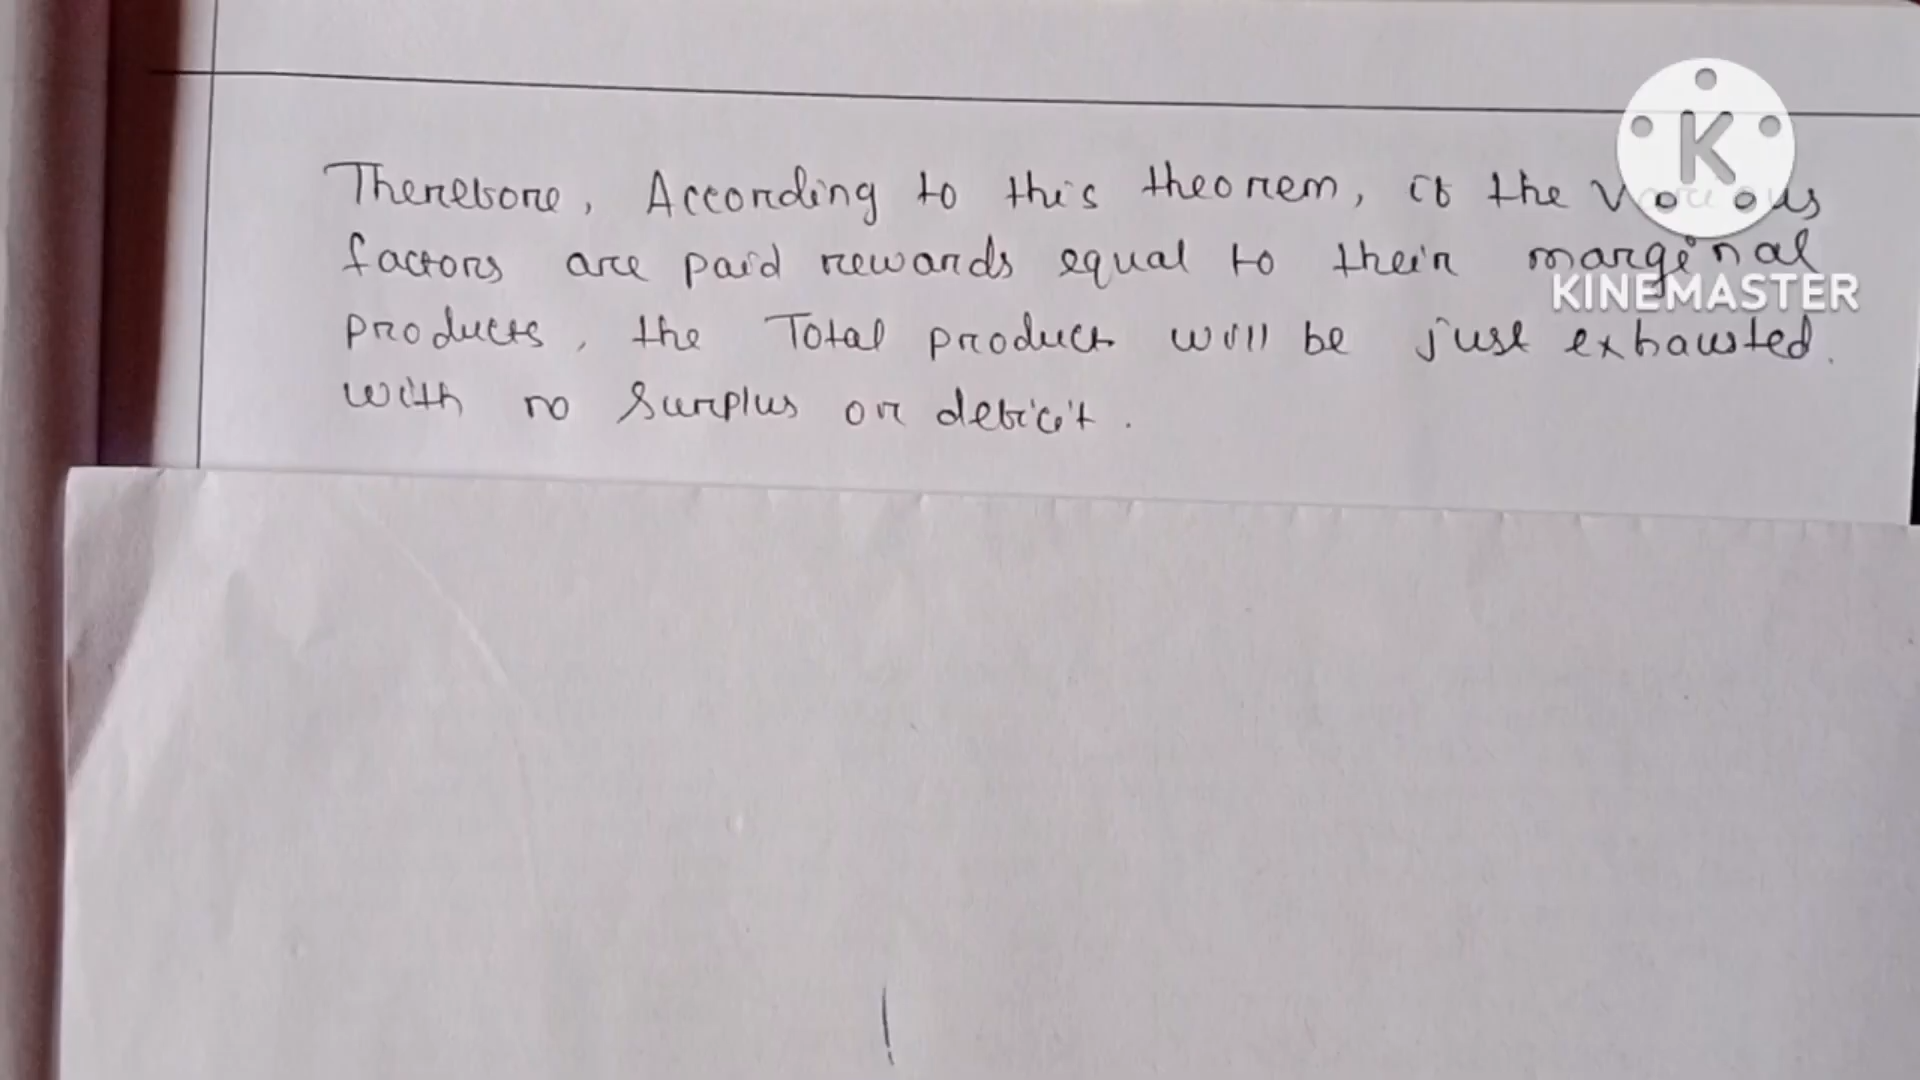 Therefore, According to this theorem, if the various
factors are paid rewards equal to their marginal
products, the Total product will be just exhausted.
with no surplus or deficit.
K
KINEMASTER